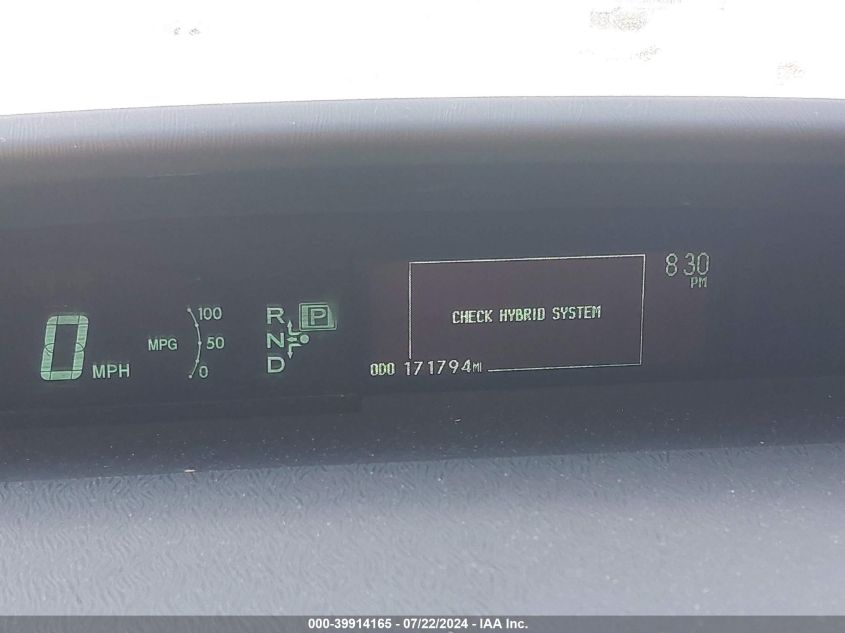 0 MPH
MPG
100
50
0
R
N
D
P
CHECK HYBRID SYSTEM
ODO 171794 MI
8:30
PM
000-39914165 - 07/22/2024 - IAA Inc.